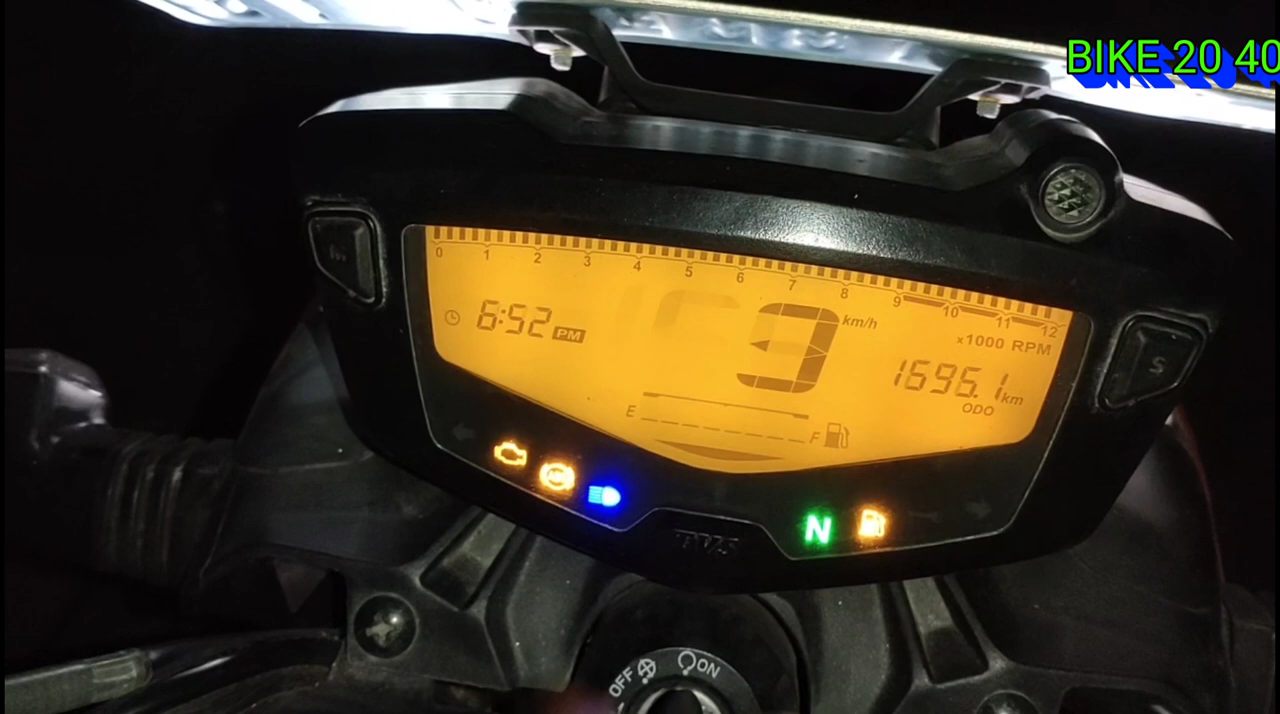 BIKE 20 40
0 1 2 3 4 5 6 7 8 9 10 11 12
x1000 RPM
6:52 PM
km/h
1696.1 km
ODO
E F
S
ABS
N
OFF ON